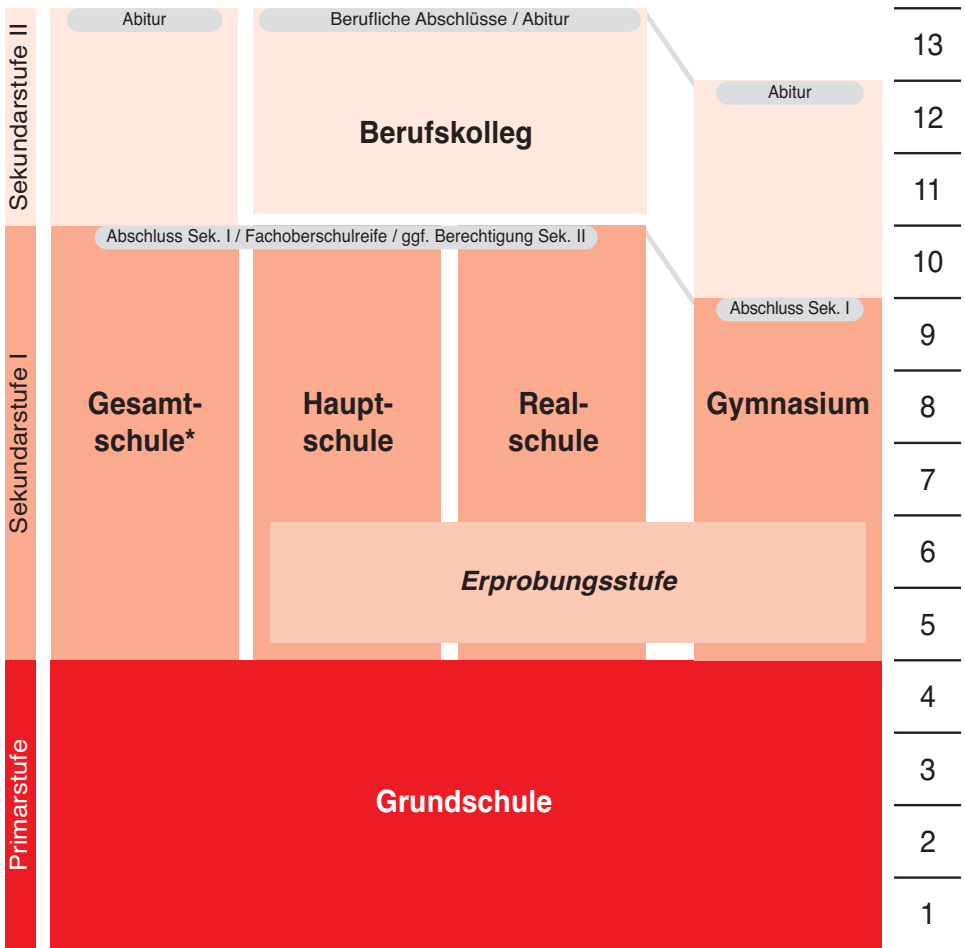 Sekundarstufe II
Abitur
Berufliche Abschlüsse / Abitur
13
Abitur
12
Berufskolleg
11
Abschluss Sek. I / Fachoberschulreife / ggf. Berechtigung Sek. II
10
Sekundarstufe I
Abschluss Sek. I
9
Gesamt-
schule*
Haupt-
schule
Real-
schule
Gymnasium
8
7
6
Erprobungsstufe
5
Primarstufe
4
3
Grundschule
2
1